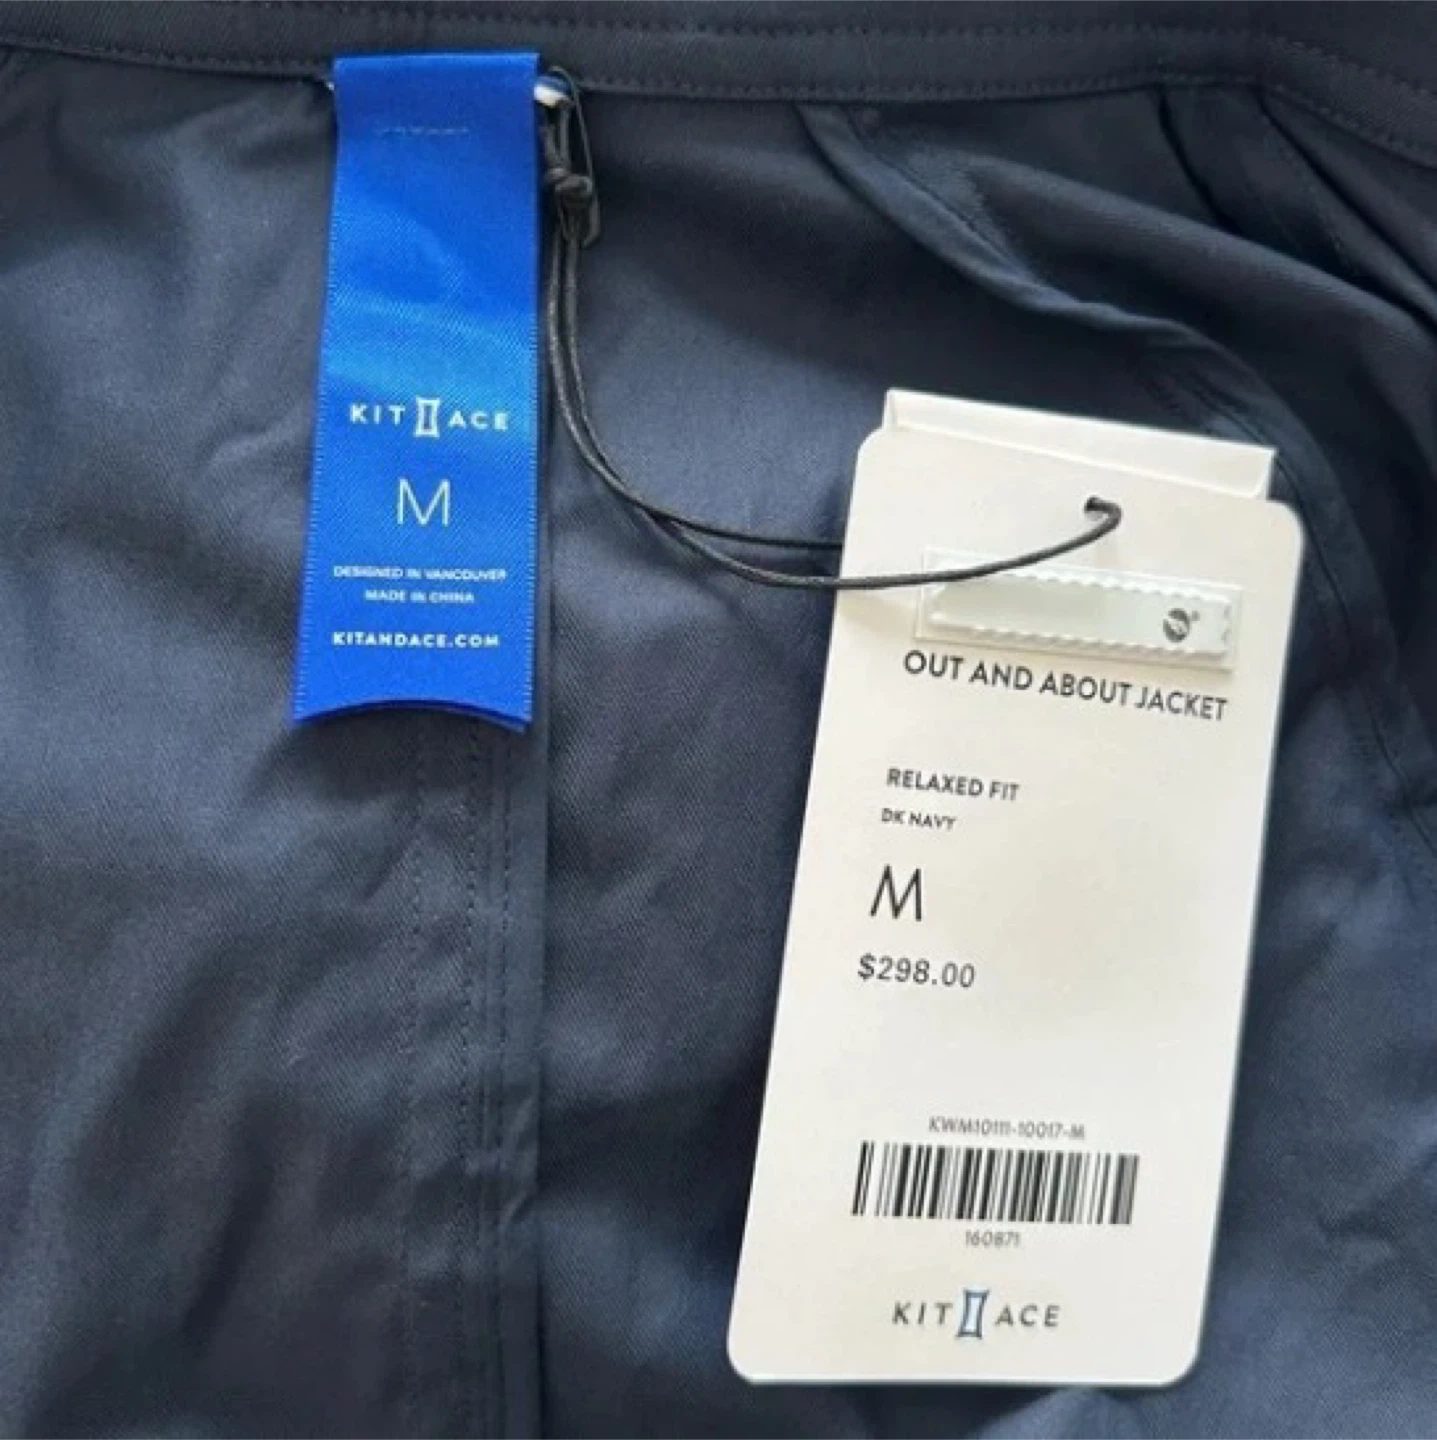 KIT ACE
M
DESIGNED IN VANCOUVER
MADE IN CHINA
KITANDACE.COM
OUT AND ABOUT JACKET
RELAXED FIT
DK NAVY
M
$298.00
KWM10111-10017-M
160871
KIT ACE